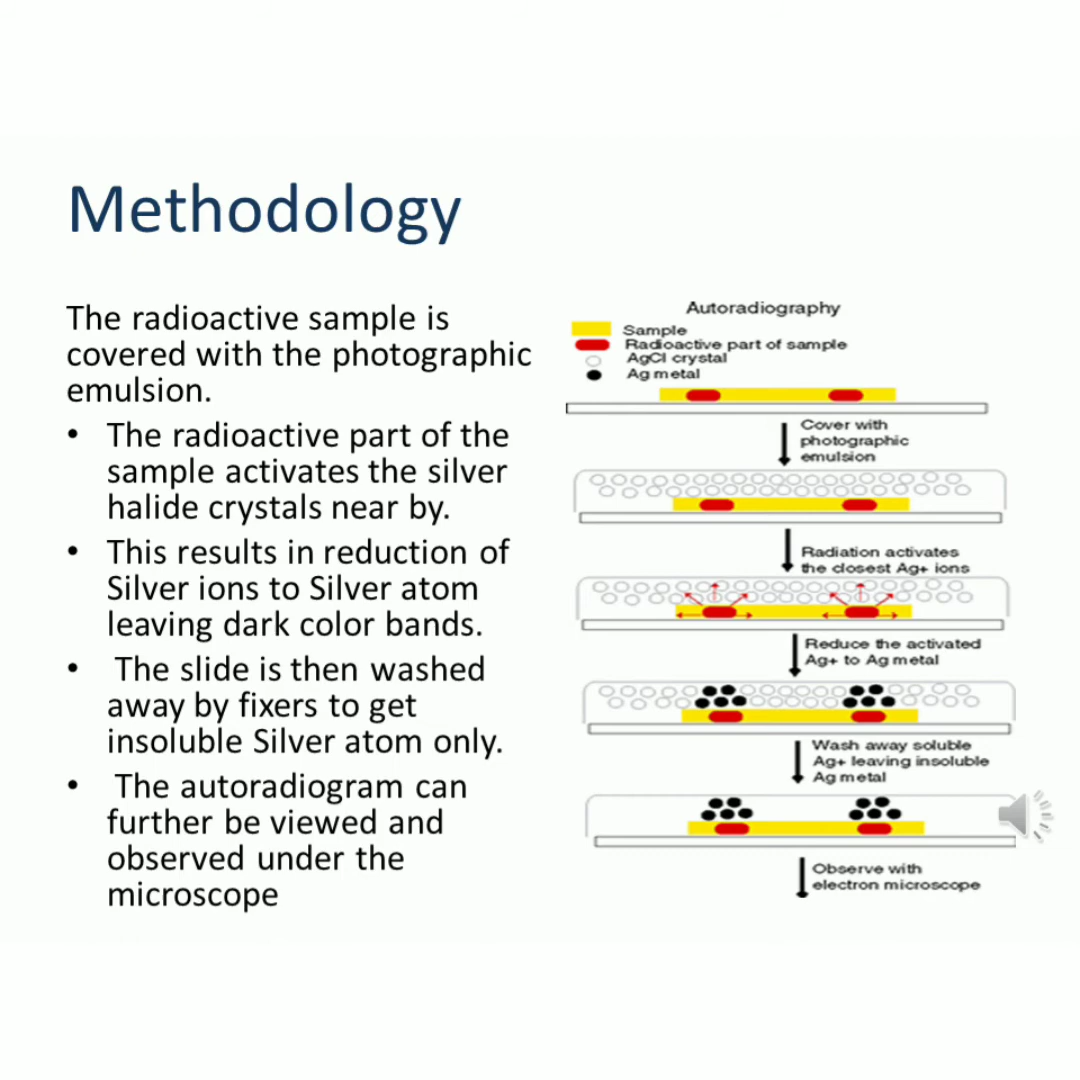 Methodology
The radioactive sample is
covered with the photographic
emulsion.
• The radioactive part of the
sample activates the silver
halide crystals near by.
• This results in reduction of
Silver ions to Silver atom
leaving dark color bands.
• The slide is then washed
away by fixers to get
insoluble Silver atom only.
• The autoradiogram can
further be viewed and
observed under the
microscope
Autoradiography
Sample
Radioactive part of sample
AgCl crystal
Ag metal
Cover with
photographic
emulsion
Radiation activates
the closest Ag+ ions
Reduce the activated
Ag+ to Ag metal
Wash away soluble
Ag+ leaving insoluble
Ag metal
Observe with
electron microscope